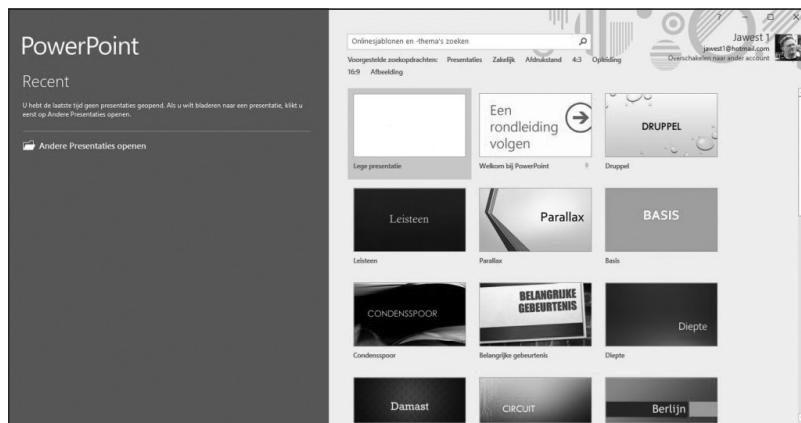 PowerPoint
Recent
U hebt de laatste tijd geen presentaties geopend. Als u wilt bladeren naar een presentatie, klikt u
eerst op Andere Presentaties openen.
Andere Presentaties openen
?
Jawest 1
jawest1@hotmail.com
Overschakelen naar ander account
Onlinesjablonen en -thema's zoeken
Voorgestelde zoekopdrachten: Presentaties Zakelijk Afdrukstand 4:3 Opleiding
16:9 Afbeelding
Een
rondleiding
volgen
DRUPPEL
Lege presentatie
Welkom bij PowerPoint
Druppel
Leisteen
Parallax
BASIS
Leisteen
Parallax
Basis
CONDENSSPOOR
BELANGRIJKE
GEBEURTENIS
Diepte
Condensspoor
Belangrijke gebeurtenis
Diepte
Damast
CIRCUIT
Berlijn